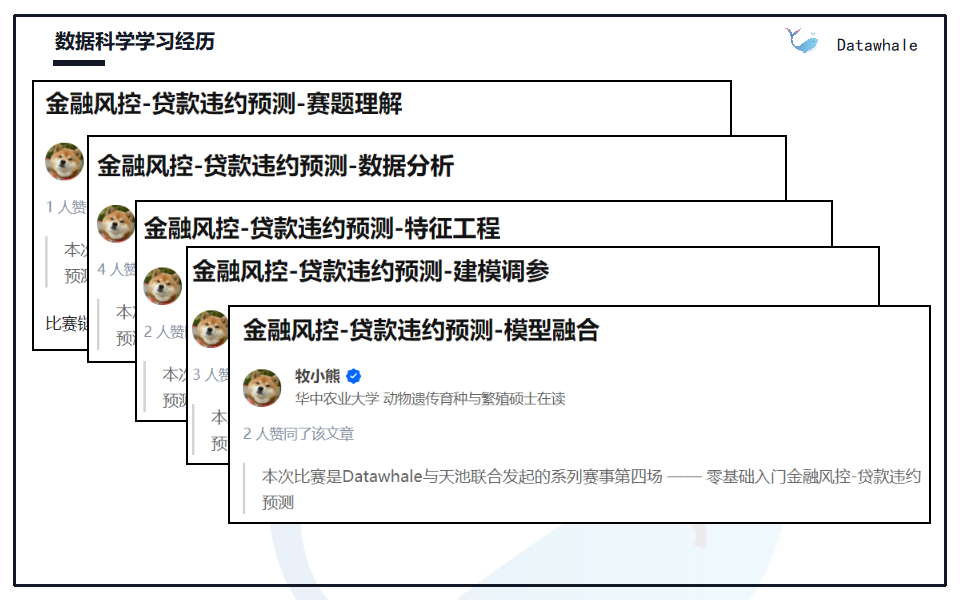 数据科学学习经历
Datawhale
金融风控-贷款违约预测-赛题理解
1 人赞
本次
预测
比赛链
金融风控-贷款违约预测-数据分析
4 人赞
本次
预测
金融风控-贷款违约预测-特征工程
2 人赞
本次
预测
金融风控-贷款违约预测-建模调参
3 人赞
本
预
金融风控-贷款违约预测-模型融合
牧小熊
华中农业大学 动物遗传育种与繁殖硕士在读
2 人赞同了该文章
本次比赛是Datawhale与天池联合发起的系列赛事第四场 —— 零基础入门金融风控-贷款违约
预测